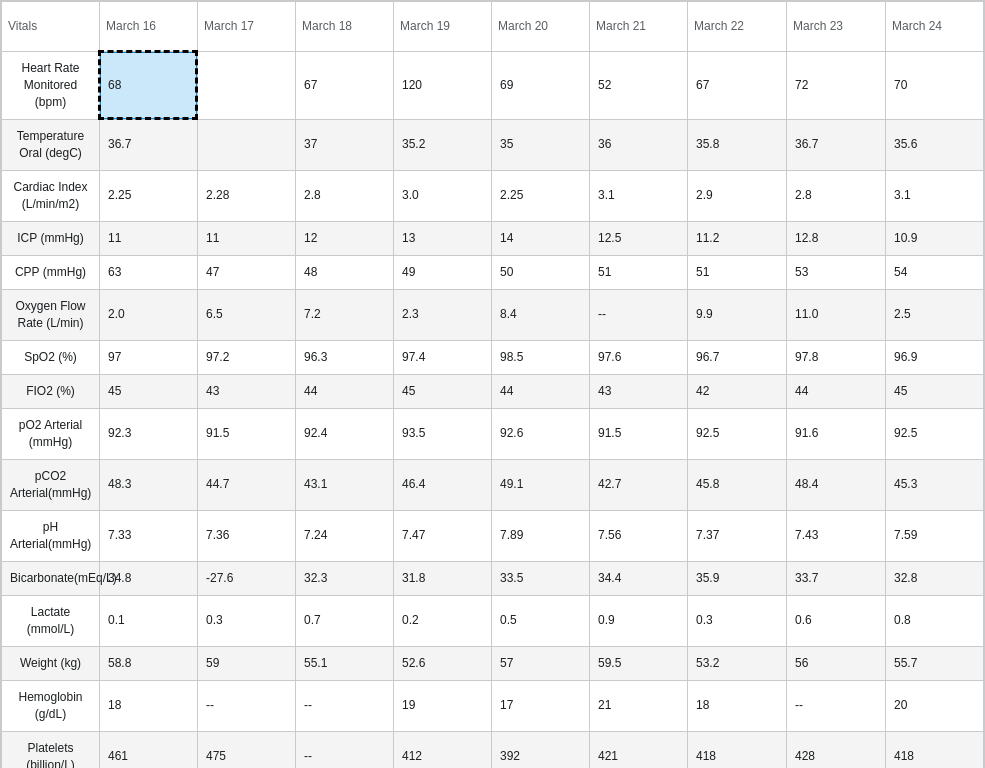 Vitals March 16 March 17 March 18 March 19 March 20 March 21 March 22 March 23 March 24
Heart Rate
Monitored
(bpm)
68 67 120 69 52 67 72 70
Temperature
Oral (degC)
36.7 37 35.2 35 36 35.8 36.7 35.6
Cardiac Index
(L/min/m2)
2.25 2.28 2.8 3.0 2.25 3.1 2.9 2.8 3.1
ICP (mmHg) 11 11 12 13 14 12.5 11.2 12.8 10.9
CPP (mmHg) 63 47 48 49 50 51 51 53 54
Oxygen Flow
Rate (L/min)
2.0 6.5 7.2 2.3 8.4 -- 9.9 11.0 2.5
SpO2 (%) 97 97.2 96.3 97.4 98.5 97.6 96.7 97.8 96.9
FIO2 (%) 45 43 44 45 44 43 42 44 45
pO2 Arterial
(mmHg)
92.3 91.5 92.4 93.5 92.6 91.5 92.5 91.6 92.5
pCO2
Arterial(mmHg)
48.3 44.7 43.1 46.4 49.1 42.7 45.8 48.4 45.3
pH
Arterial(mmHg)
7.33 7.36 7.24 7.47 7.89 7.56 7.37 7.43 7.59
Bicarbonate(mEq/L) 34.8 -27.6 32.3 31.8 33.5 34.4 35.9 33.7 32.8
Lactate
(mmol/L)
0.1 0.3 0.7 0.2 0.5 0.9 0.3 0.6 0.8
Weight (kg) 58.8 59 55.1 52.6 57 59.5 53.2 56 55.7
Hemoglobin
(g/dL)
18 -- -- 19 17 21 18 -- 20
Platelets
(billion/L)
461 475 -- 412 392 421 418 428 418